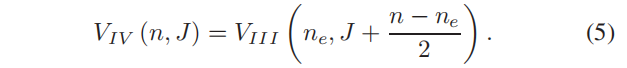 V_{IV} (n, J) = V_{III} \left( n_e, J + \frac{n - n_e}{2} \right) . (5)